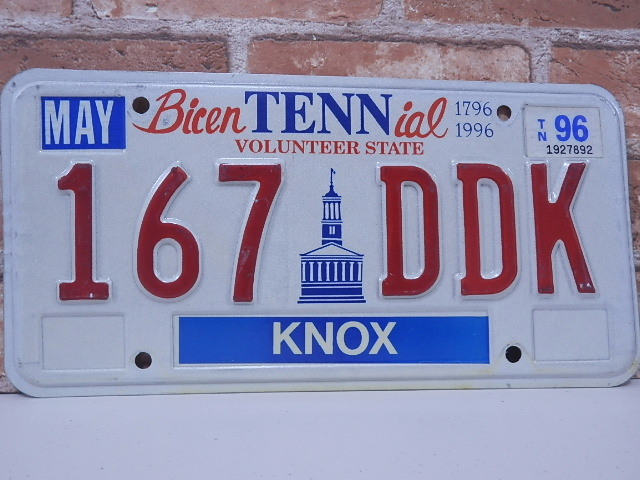 MAY BicenTENNial 1796 TN 96
1996 1927892
VOLUNTEER STATE
167 DDK
KNOX